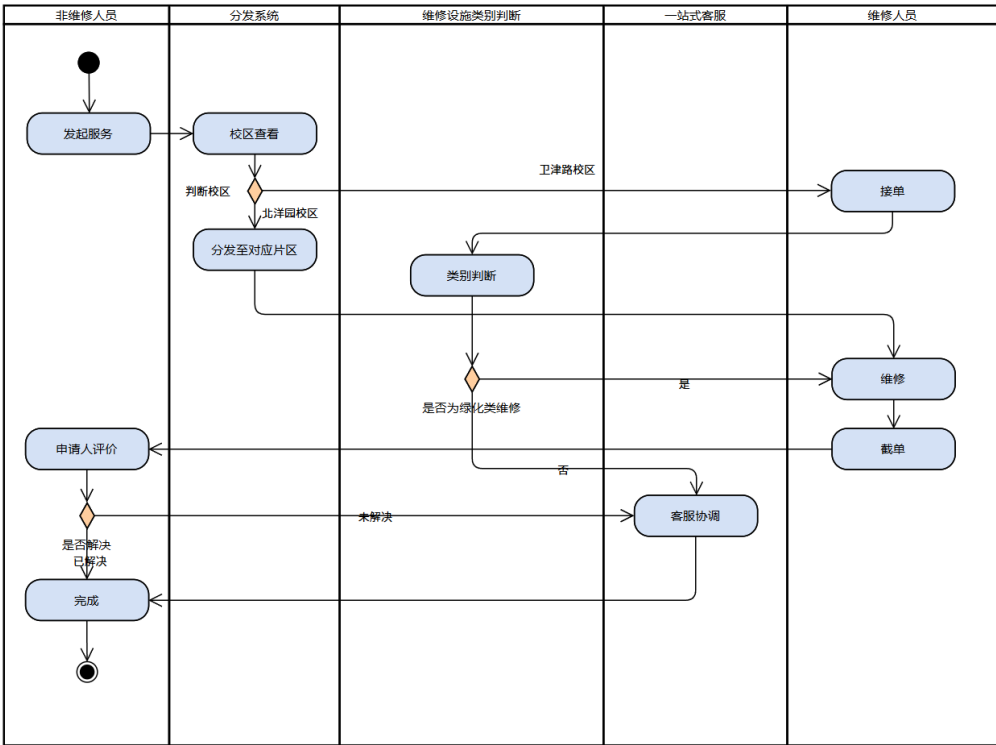 非维修人员
分发系统
维修设施类别判断
一站式客服
维修人员
发起服务
校区查看
卫津路校区
判断校区
接单
北洋园校区
分发至对应片区
类别判断
维修
是
是否为绿化类维修
申请人评价
截单
否
未解决
客服协调
是否解决
已解决
完成